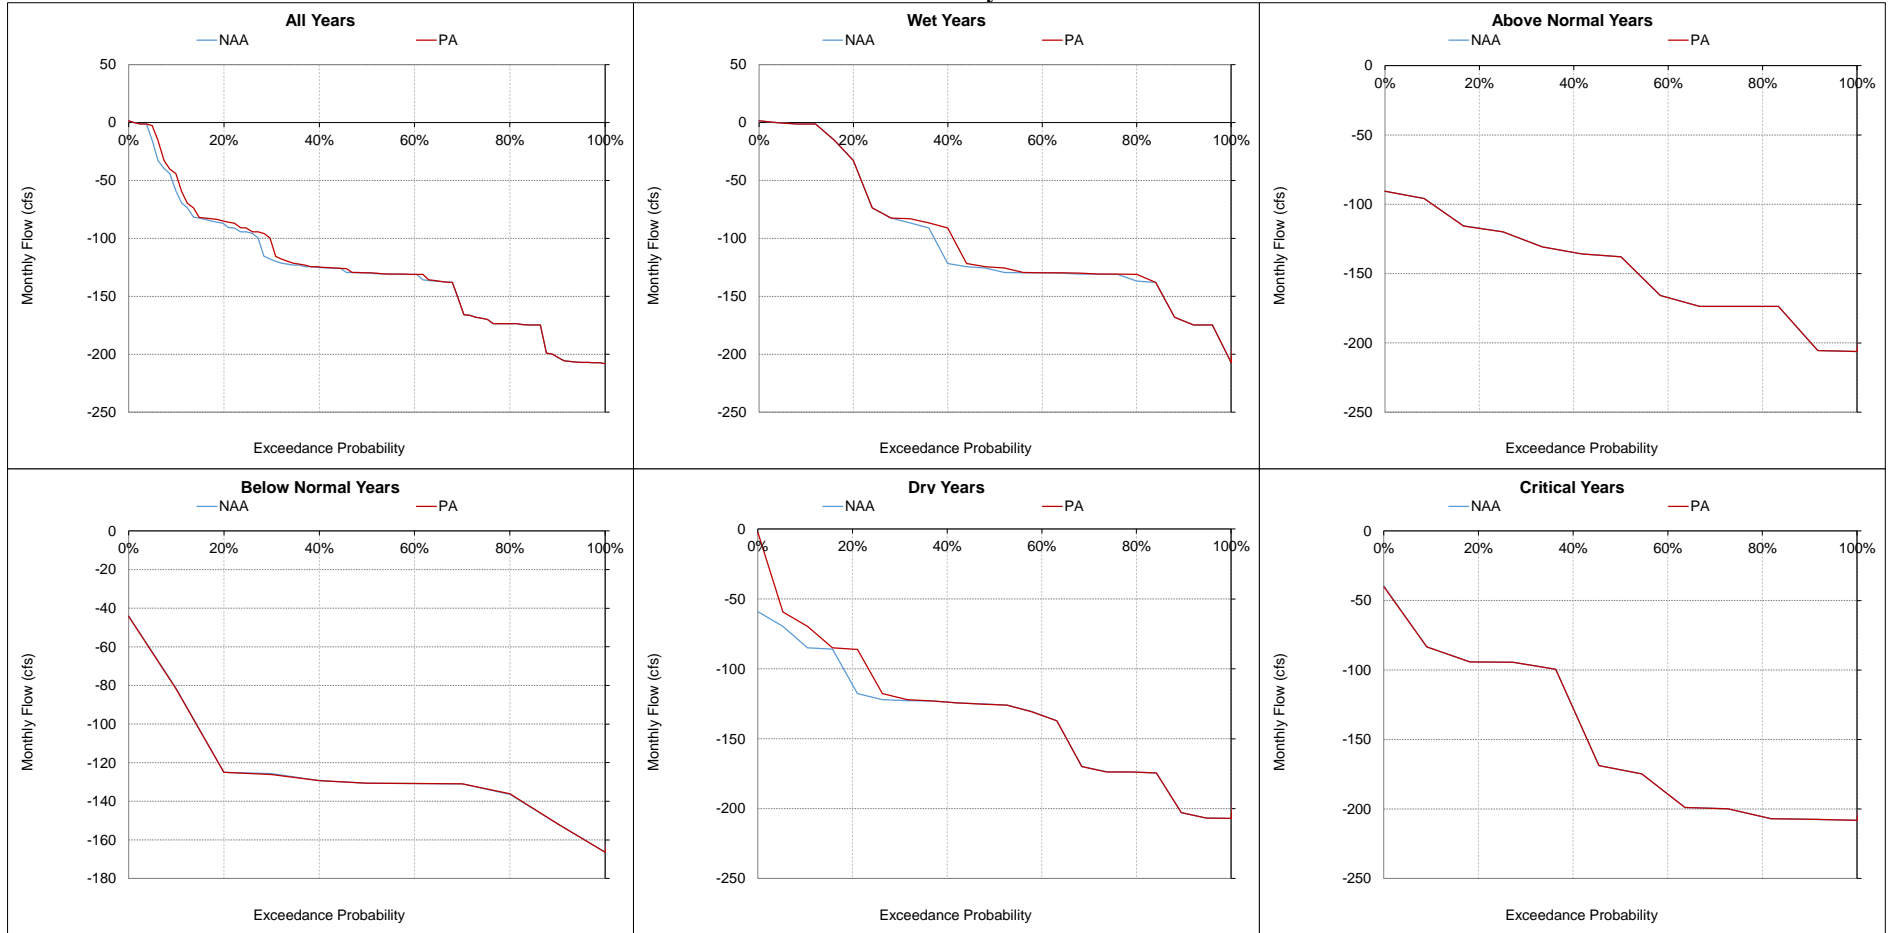 All Years
NAA PA
50
0
-50
-100
-150
-200
-250
0% 20% 40% 60% 80% 100%
Monthly Flow (cfs)
Exceedance Probability
Wet Years
NAA PA
50
0
-50
-100
-150
-200
-250
0% 20% 40% 60% 80% 100%
Monthly Flow (cfs)
Exceedance Probability
Above Normal Years
NAA PA
0
-50
-100
-150
-200
-250
0% 20% 40% 60% 80% 100%
Monthly Flow (cfs)
Exceedance Probability
Below Normal Years
NAA PA
0
-20
-40
-60
-80
-100
-120
-140
-160
-180
0% 20% 40% 60% 80% 100%
Monthly Flow (cfs)
Exceedance Probability
Dry Years
NAA PA
0
-50
-100
-150
-200
-250
0% 20% 40% 60% 80% 100%
Monthly Flow (cfs)
Exceedance Probability
Critical Years
NAA PA
0
-50
-100
-150
-200
-250
0% 20% 40% 60% 80% 100%
Monthly Flow (cfs)
Exceedance Probability